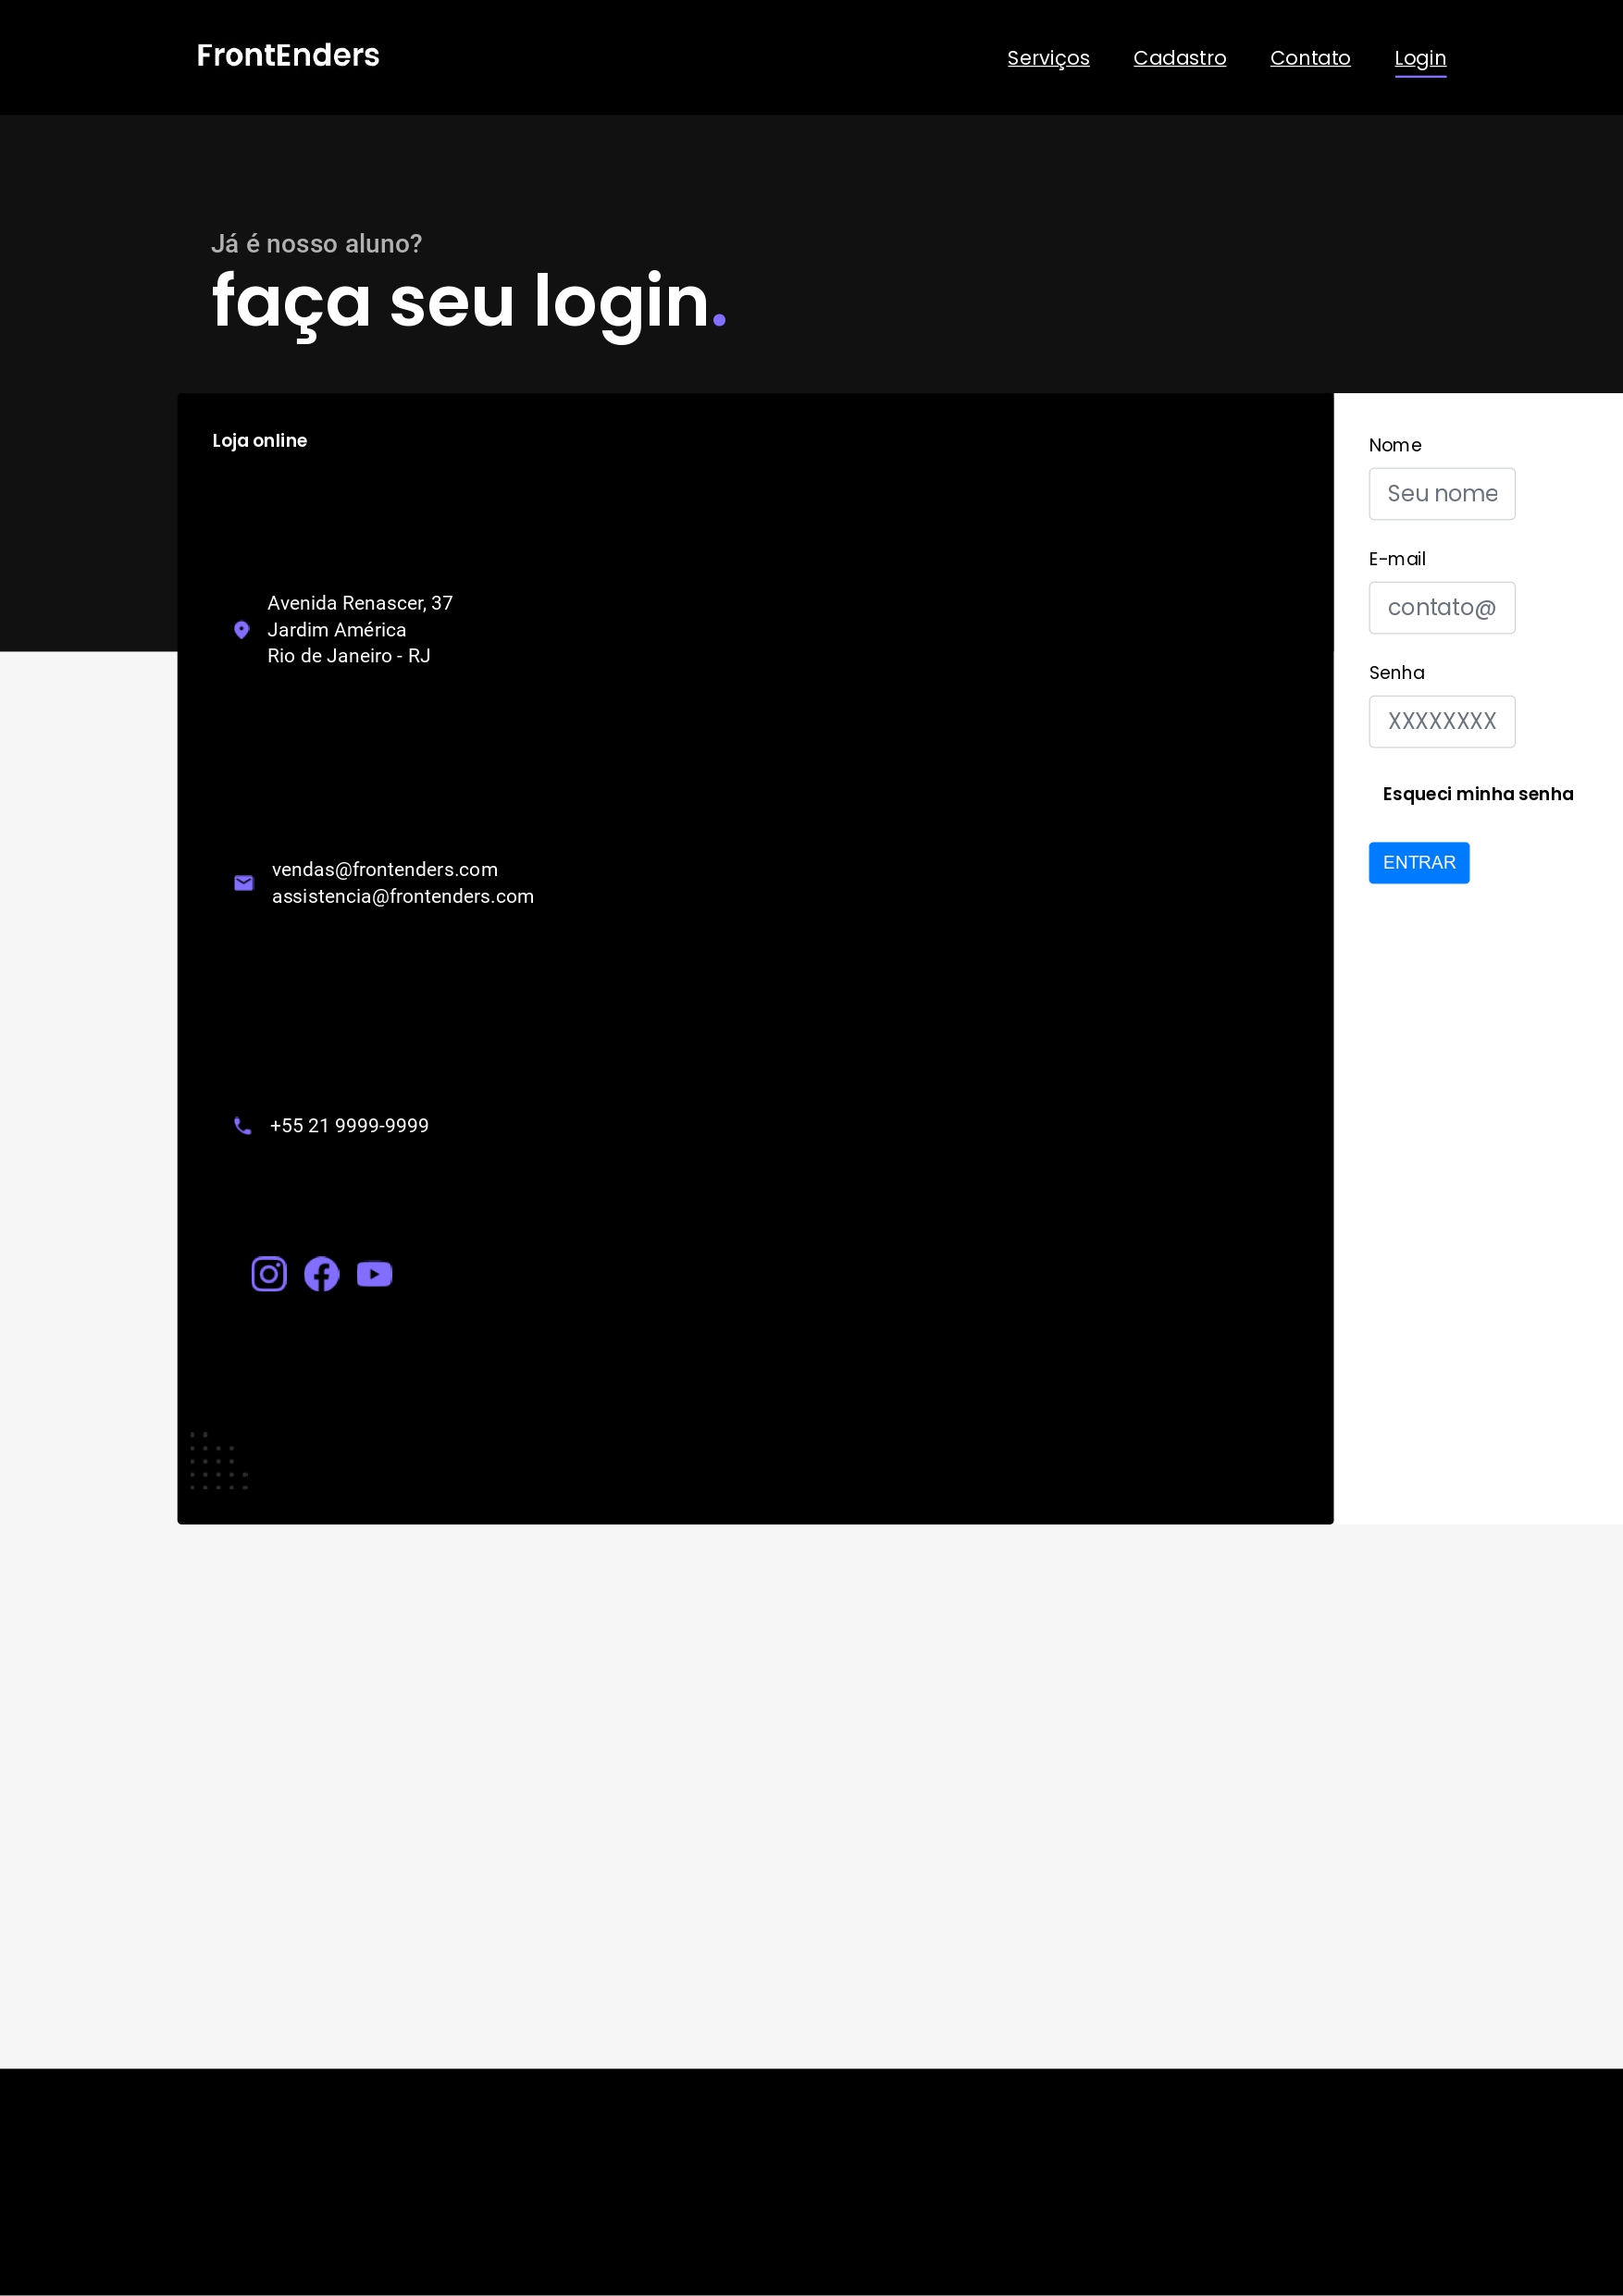 FrontEnders
Serviços Cadastro Contato Login
Já é nosso aluno?
faça seu login.
Loja online
Avenida Renascer, 37
Jardim América
Rio de Janeiro - RJ
vendas@frontenders.com
assistencia@frontenders.com
+55 21 9999-9999
Nome
Seu nome
E-mail
contato@
Senha
XXXXXXXX
Esqueci minha senha
ENTRAR